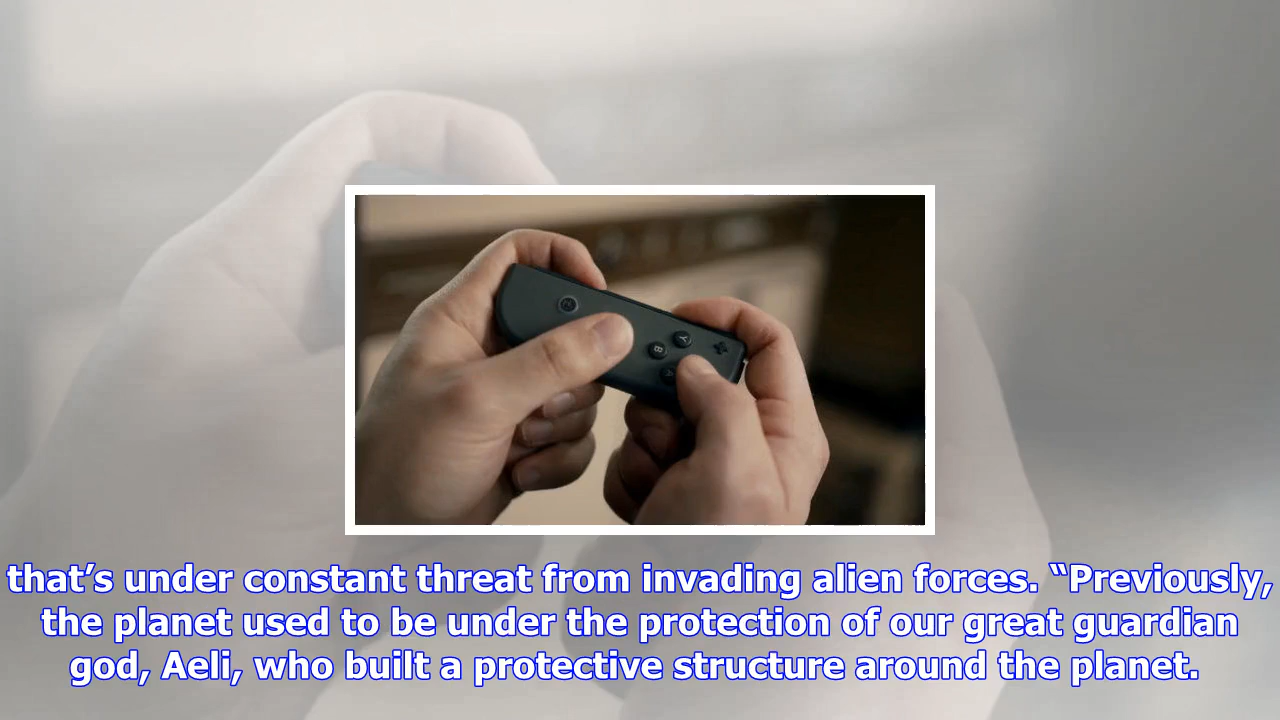 Y
B
A
that’s under constant threat from invading alien forces. “Previously,
the planet used to be under the protection of our great guardian
god, Aeli, who built a protective structure around the planet.